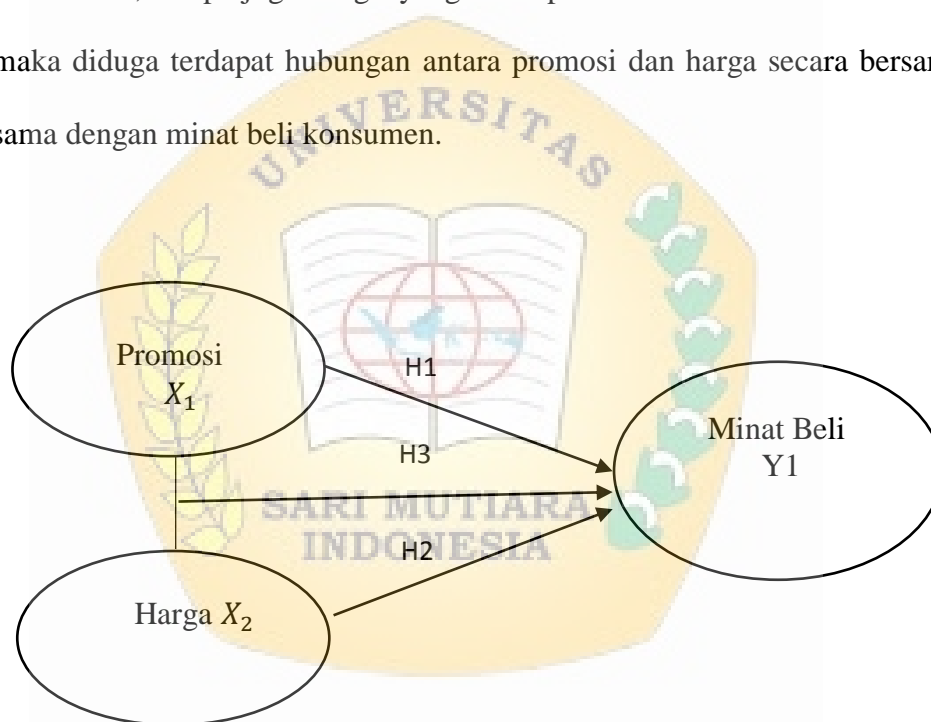 maka diduga terdapat hubungan antara promosi dan harga secara bersama
sama dengan minat beli konsumen.
UNIVERSITAS
Promosi
X₁
H1
Minat Beli
Y1
H3
SARI MUTIARA
INDONESIA
H2
Harga X₂